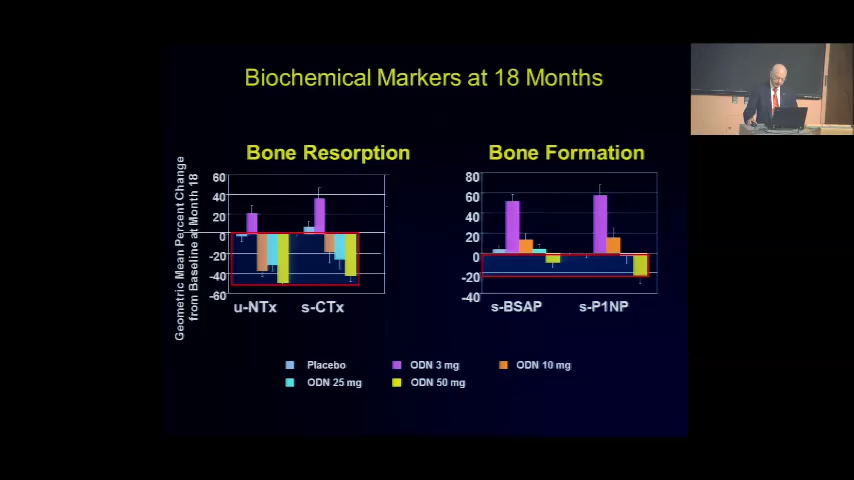 Biochemical Markers at 18 Months
Bone Resorption
Bone Formation
Geometric Mean Percent Change
from Baseline at Month 18
60
40
20
0
-20
-40
-60
u-NTx
s-CTx
80
60
40
20
0
-20
-40
s-BSAP
s-P1NP
Placebo
ODN 3 mg
ODN 10 mg
ODN 25 mg
ODN 50 mg